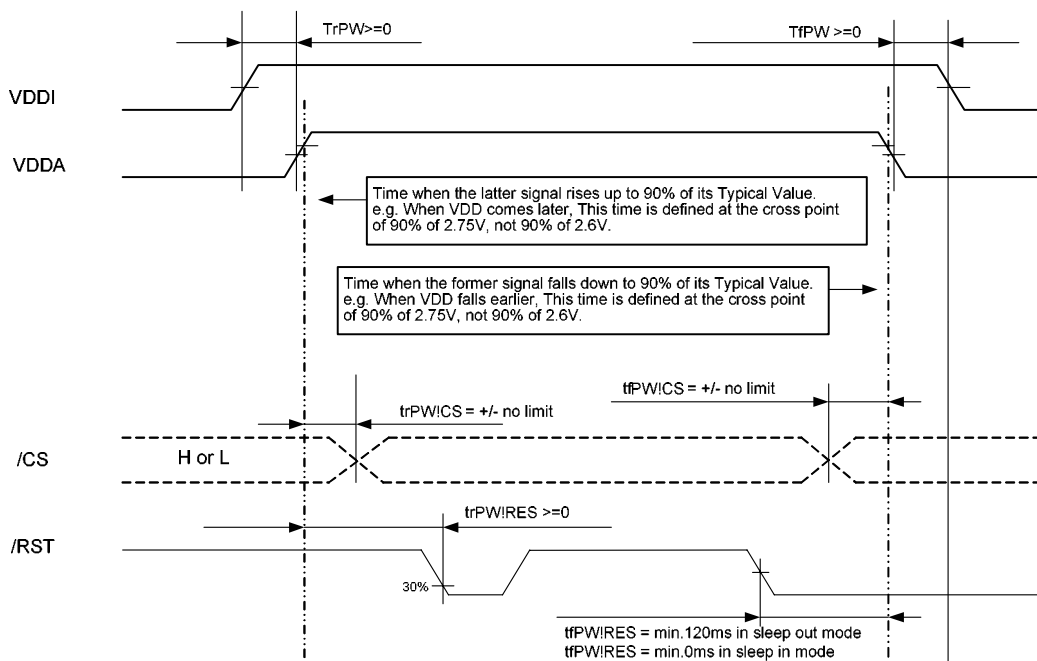 TrPW>=0
TfPW >=0
VDDI
VDDA
Time when the latter signal rises up to 90% of its Typical Value.
e.g. When VDD comes later, This time is defined at the cross point
of 90% of 2.75V, not 90% of 2.6V.
Time when the former signal falls down to 90% of its Typical Value.
e.g. When VDD falls earlier, This time is defined at the cross point
of 90% of 2.75V, not 90% of 2.6V.
trPW!CS = +/- no limit
tfPW!CS = +/- no limit
/CS
H or L
trPW!RES >=0
/RST
30%
tfPW!RES = min.120ms in sleep out mode
tfPW!RES = min.0ms in sleep in mode